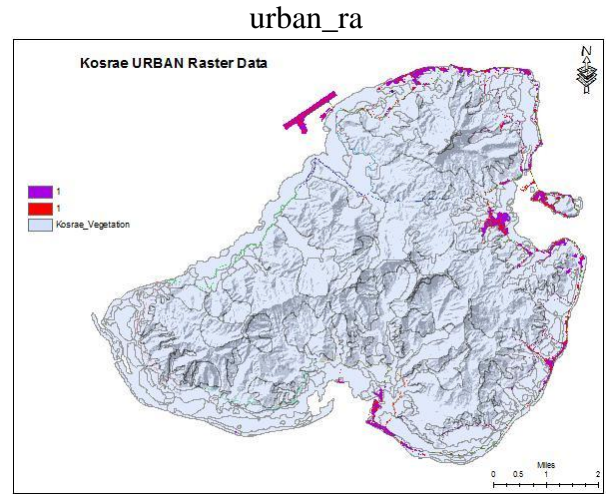 urban_ra
Kosrae URBAN Raster Data
N
1
1
Kosrae_Vegetation
Miles
0 0.5 1 2